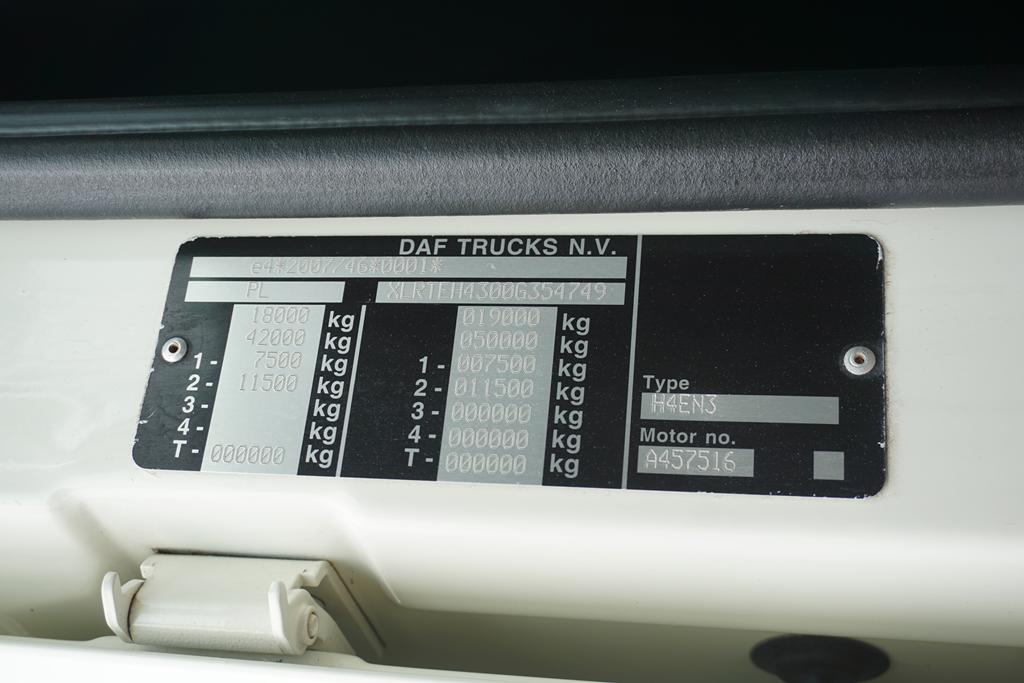 DAF TRUCKS N.V.
e4*2007/46*0001*
PL XLRTEH4300G354749
18000 kg 019000 kg
42000 kg 050000 kg
1- 7500 kg 1- 007500 kg
2- 11500 kg 2- 011500 kg
3- kg 3- 000000 kg
4- kg 4- 000000 kg
T- 000000 kg T- 000000 kg
Type
H4EN3
Motor no.
A457516